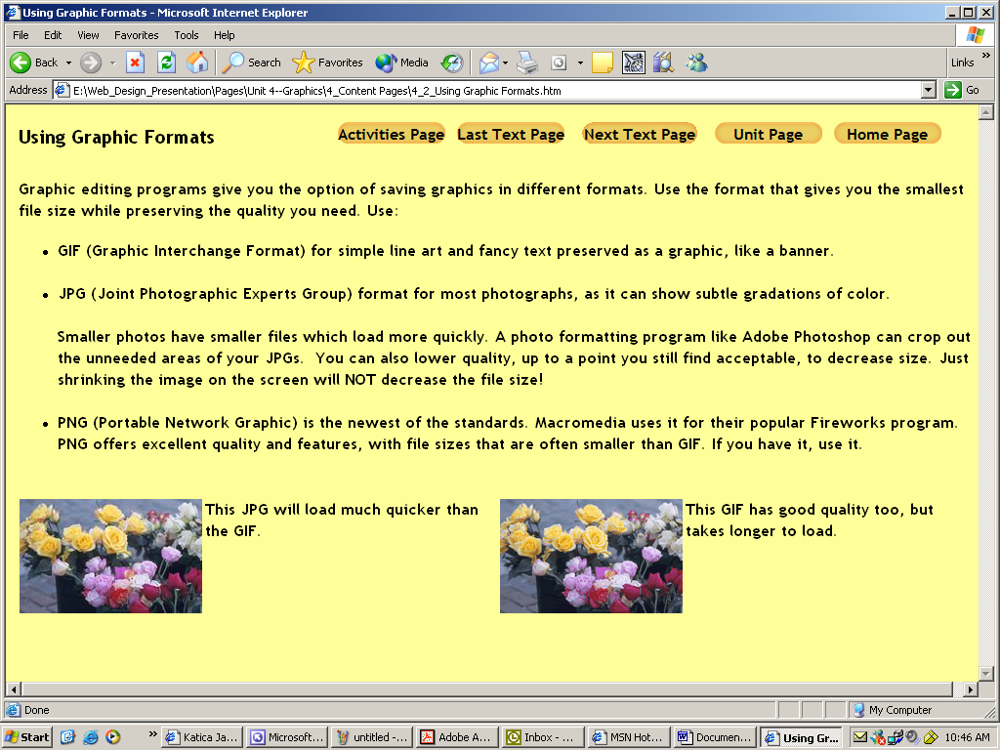 Using Graphic Formats - Microsoft Internet Explorer
File Edit View Favorites Tools Help
Back Search Favorites Media Links »
Address E:\Web_Design_Presentation\Pages\Unit 4--Graphics\4_Content Pages\4_2_Using Graphic Formats.htm Go
Using Graphic Formats Activities Page Last Text Page Next Text Page Unit Page Home Page
Graphic editing programs give you the option of saving graphics in different formats. Use the format that gives you the smallest
file size while preserving the quality you need. Use:
• GIF (Graphic Interchange Format) for simple line art and fancy text preserved as a graphic, like a banner.
• JPG (Joint Photographic Experts Group) format for most photographs, as it can show subtle gradations of color.
Smaller photos have smaller files which load more quickly. A photo formatting program like Adobe Photoshop can crop out
the unneeded areas of your JPGs. You can also lower quality, up to a point you still find acceptable, to decrease size. Just
shrinking the image on the screen will NOT decrease the file size!
• PNG (Portable Network Graphic) is the newest of the standards. Macromedia uses it for their popular Fireworks program.
PNG offers excellent quality and features, with file sizes that are often smaller than GIF. If you have it, use it.
This JPG will load much quicker than
the GIF.
This GIF has good quality too, but
takes longer to load.
Done My Computer
Start » Katica Ja... Microsoft... untitled -... Adobe A... Inbox - ... MSN Hot... Documen... Using Gr... 10:46 AM